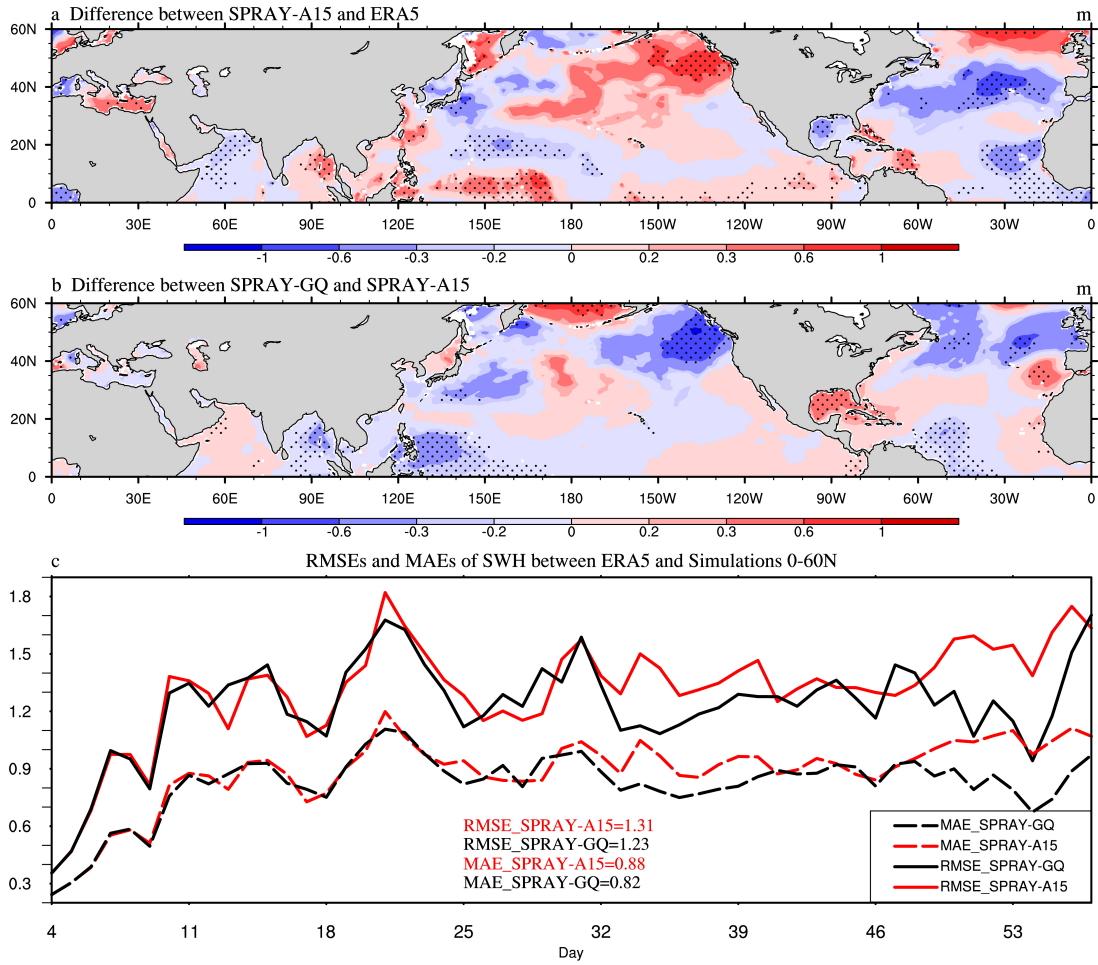 a Difference between SPRAY-A15 and ERA5 m
60N
40N
20N
0
0 30E 60E 90E 120E 150E 180 150W 120W 90W 60W 30W 0
-1 -0.6 -0.3 -0.2 0 0.2 0.3 0.6 1
b Difference between SPRAY-GQ and SPRAY-A15 m
60N
40N
20N
0
0 30E 60E 90E 120E 150E 180 150W 120W 90W 60W 30W 0
-1 -0.6 -0.3 -0.2 0 0.2 0.3 0.6 1
c RMSEs and MAEs of SWH between ERA5 and Simulations 0-60N
1.8
1.5
1.2
0.9
0.6
0.3
RMSE_SPRAY-A15=1.31
RMSE_SPRAY-GQ=1.23
MAE_SPRAY-A15=0.88
MAE_SPRAY-GQ=0.82
MAE_SPRAY-GQ
MAE_SPRAY-A15
RMSE_SPRAY-GQ
RMSE_SPRAY-A15
4 11 18 25 32 39 46 53
Day